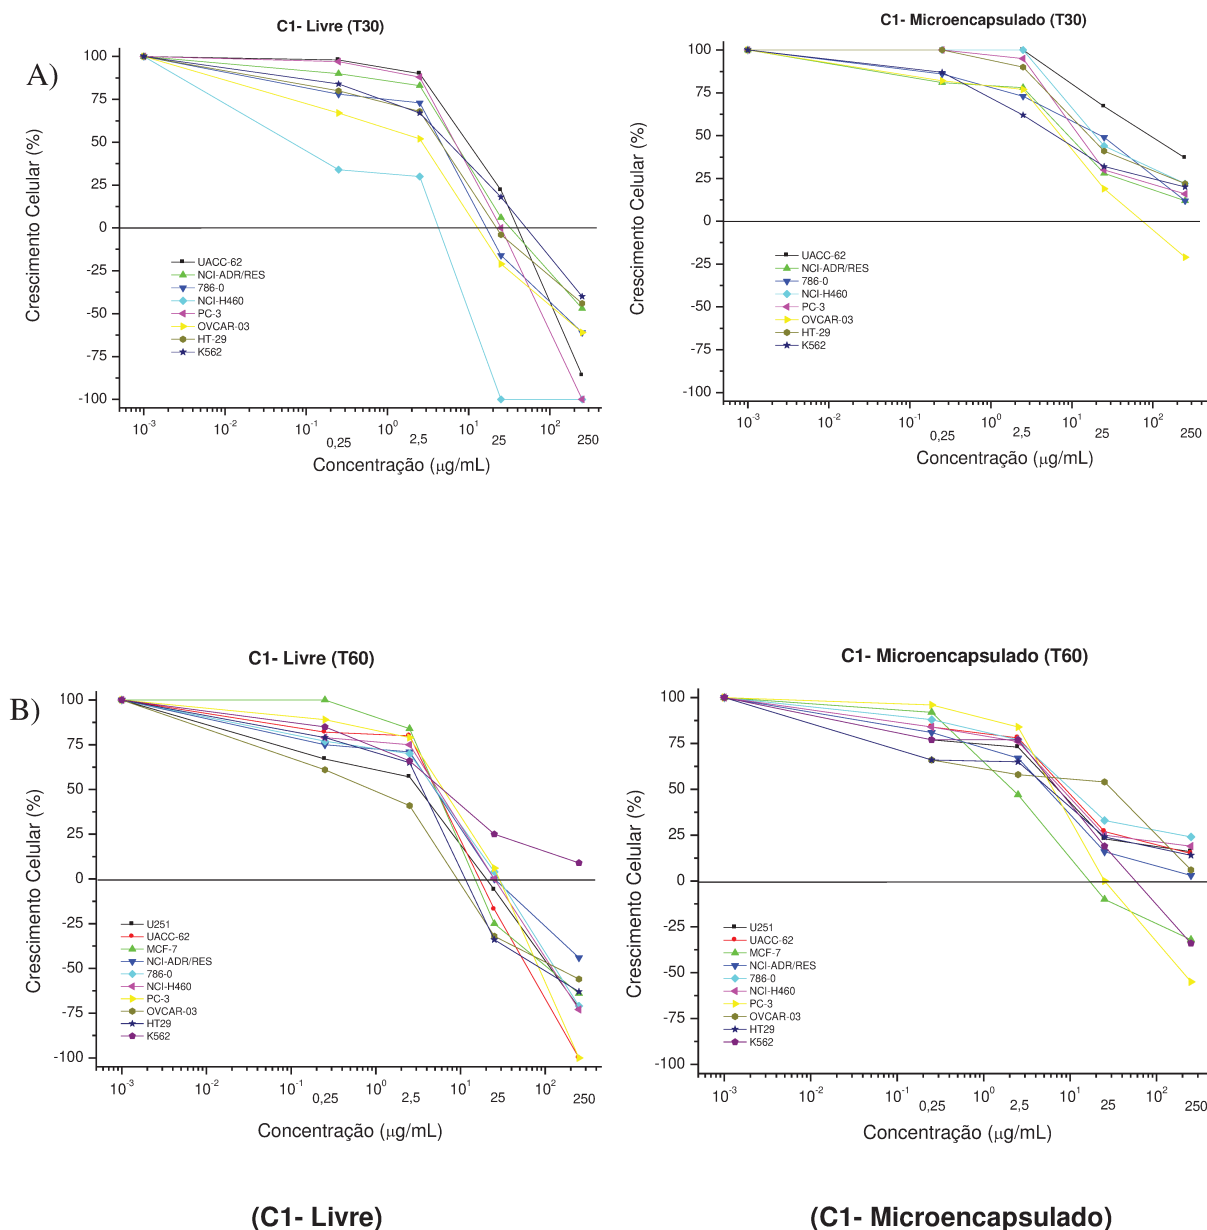 A)
C1- Livre (T30)
Crescimento Celular (%)
100
75
50
25
0
-25
-50
-75
-100
UACC-62
NCI-ADR/RES
786-0
NCI-H460
PC-3
OVCAR-03
HT-29
K562
10-3
10-2
10-1
100
101
102
0,25
2,5
25
250
Concentração (µg/mL)
C1- Microencapsulado (T30)
Crescimento Celular (%)
100
75
50
25
0
-25
-50
-75
-100
UACC-62
NCI-ADR/RES
786-0
NCI-H460
PC-3
OVCAR-03
HT-29
K562
10-3
10-2
10-1
100
101
102
0,25
2,5
25
250
Concentração (µg/mL)
B)
C1- Livre (T60)
Crescimento Celular (%)
100
75
50
25
0
-25
-50
-75
-100
U251
UACC-62
MCF-7
NCI-ADR/RES
786-0
NCI-H460
PC-3
OVCAR-03
HT29
K562
10-3
10-2
10-1
100
101
102
0,25
2,5
25
250
Concentração (µg/mL)
C1- Microencapsulado (T60)
Crescimento Celular (%)
100
75
50
25
0
-25
-50
-75
-100
U251
UACC-62
MCF-7
NCI-ADR/RES
786-0
NCI-H460
PC-3
OVCAR-03
HT29
K562
10-3
10-2
10-1
100
101
102
0,25
2,5
25
250
Concentração (µg/mL)
(C1- Livre)
(C1- Microencapsulado)